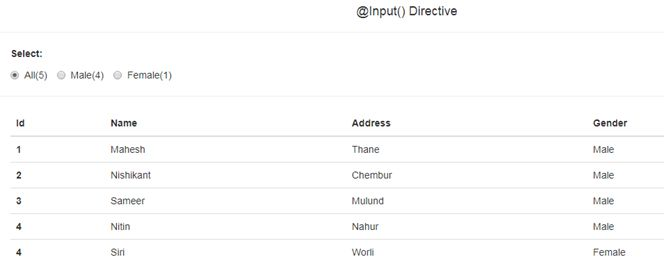 @Input() Directive
Select:
All(5) Male(4) Female(1)
Id Name Address Gender
1 Mahesh Thane Male
2 Nishikant Chembur Male
3 Sameer Mulund Male
4 Nitin Nahur Male
4 Siri Worli Female